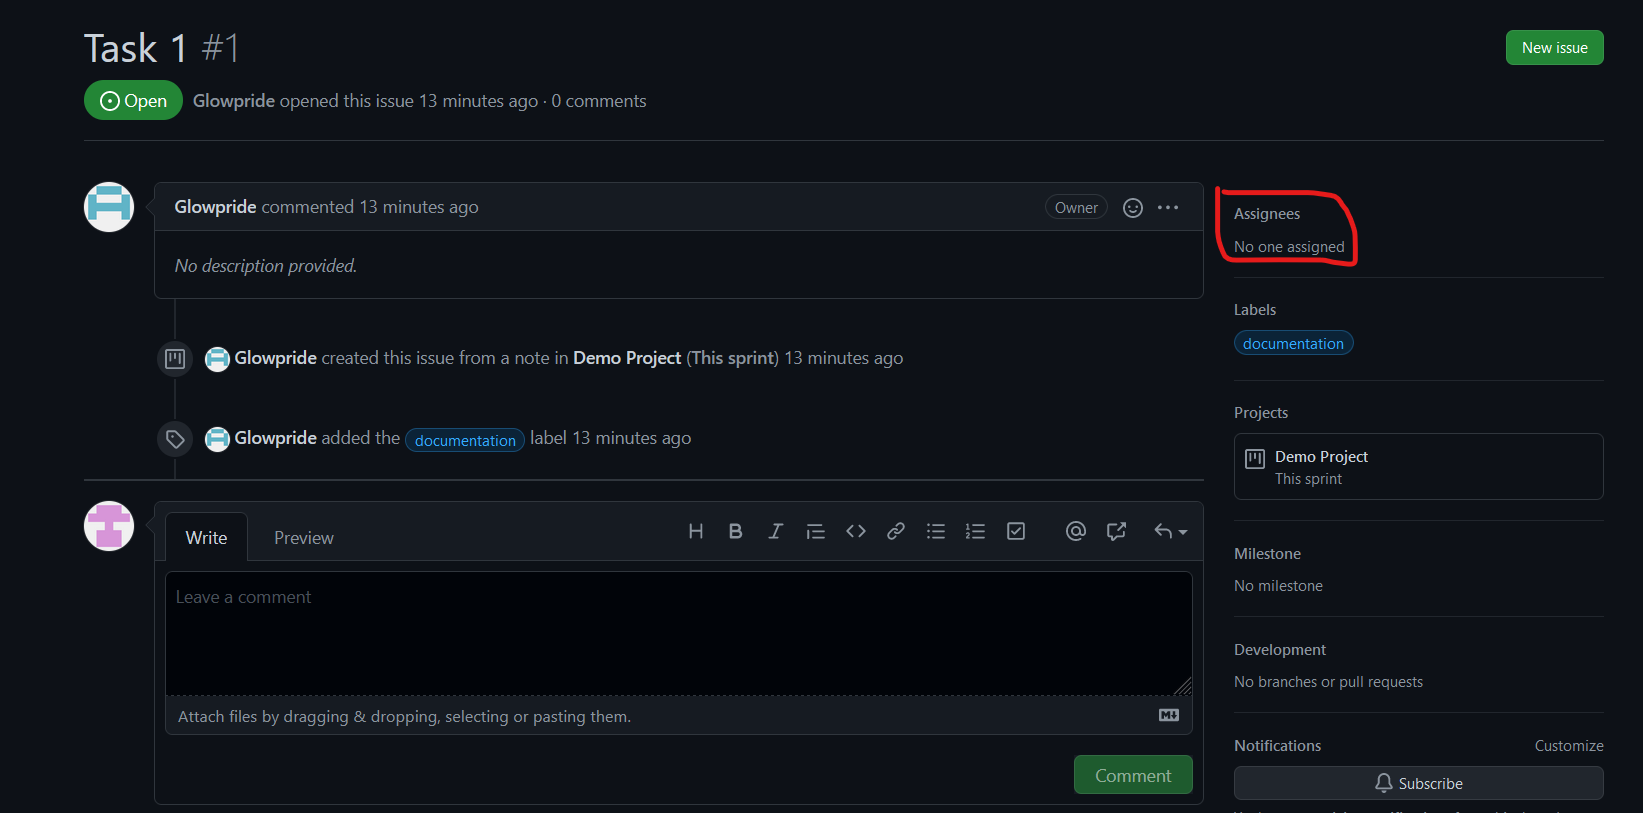 Task 1 #1
New issue
Open
Glowpride opened this issue 13 minutes ago · 0 comments
Glowpride commented 13 minutes ago
Owner
No description provided.
Glowpride created this issue from a note in Demo Project (This sprint) 13 minutes ago
Glowpride added the documentation label 13 minutes ago
Write
Preview
Leave a comment
Attach files by dragging & dropping, selecting or pasting them.
Comment
Assignees
No one assigned
Labels
documentation
Projects
Demo Project
This sprint
Milestone
No milestone
Development
No branches or pull requests
Notifications
Customize
Subscribe